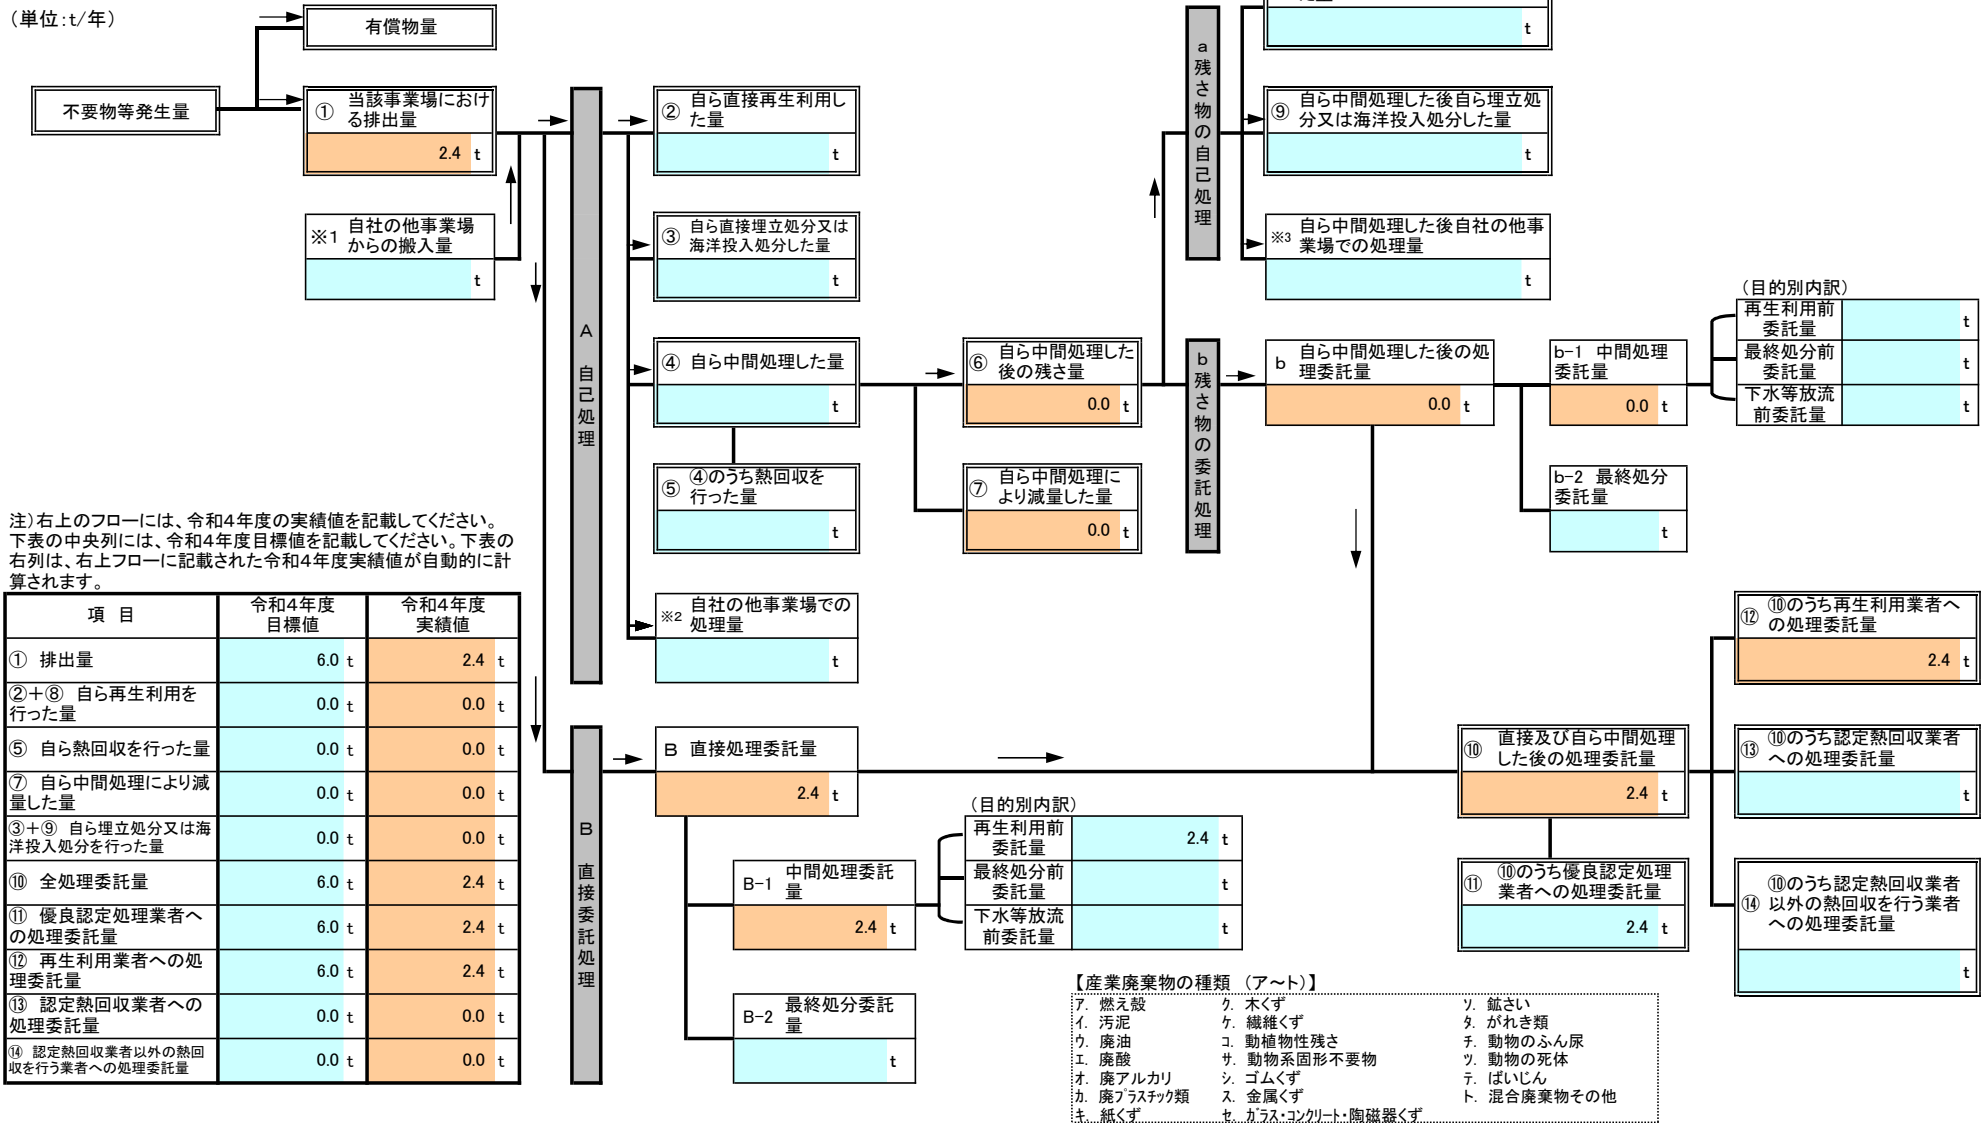 （単位：t/年）
有償物量
不要物等発生量
① 当該事業場におけ
る排出量
2.4 t
※1 自社の他事業場
からの搬入量
t
A 自己処理
② 自ら直接再生利用し
た量
t
③ 自ら直接埋立処分又は
海洋投入処分した量
t
④ 自ら中間処理した量
t
⑤ ④のうち熱回収を
行った量
t
※2 自社の他事業場での
処理量
t
⑥ 自ら中間処理した
後の残さ量
0.0 t
⑦ 自ら中間処理に
より減量した量
0.0 t
a 残さ物の自己処理
t
⑨ 自ら中間処理した後自ら埋立処
分又は海洋投入処分した量
t
※3 自ら中間処理した後自社の他事
業場での処理量
t
b 残さ物の委託処理
b 自ら中間処理した後の処
理委託量
0.0 t
b-1 中間処理
委託量
0.0 t
b-2 最終処分
委託量
t
（目的別内訳）
再生利用前
委託量
t
最終処分前
委託量
t
下水等放流
前委託量
t
注）右上のフローには、令和4年度の実績値を記載してください。
下表の中央列には、令和4年度目標値を記載してください。下表の
右列は、右上フローに記載された令和4年度実績値が自動的に計
算されます。
項 目 令和4年度 令和4年度
目標値 実績値
① 排出量 6.0 t 2.4 t
②＋⑧ 自ら再生利用を
行った量 0.0 t 0.0 t
⑤ 自ら熱回収を行った量 0.0 t 0.0 t
⑦ 自ら中間処理により減
量した量 0.0 t 0.0 t
③＋⑨ 自ら埋立処分又は海
洋投入処分を行った量 0.0 t 0.0 t
⑩ 全処理委託量 6.0 t 2.4 t
⑪ 優良認定処理業者へ
の処理委託量 6.0 t 2.4 t
⑫ 再生利用業者への処
理委託量 6.0 t 2.4 t
⑬ 認定熱回収業者への
処理委託量 0.0 t 0.0 t
⑭ 認定熱回収業者以外の熱回
収を行う業者への処理委託量 0.0 t 0.0 t
B 直接委託処理
B 直接処理委託量
2.4 t
B-1 中間処理委託
量
2.4 t
B-2 最終処分委託
量
t
（目的別内訳）
再生利用前
委託量
2.4 t
最終処分前
委託量
t
下水等放流
前委託量
t
⑩ 直接及び自ら中間処理
した後の処理委託量
2.4 t
⑪ ⑩のうち優良認定処理
業者への処理委託量
2.4 t
⑫ ⑩のうち再生利用業者へ
の処理委託量
2.4 t
⑬ ⑩のうち認定熱回収業者
への処理委託量
t
⑭ ⑩のうち認定熱回収業者
以外の熱回収を行う業者
への処理委託量
t
【産業廃棄物の種類 （ア～ト）】
ア. 燃え殻 ク. 木くず ソ. 鉱さい
イ. 汚泥 ケ. 繊維くず タ. がれき類
ウ. 廃油 コ. 動植物性残さ チ. 動物のふん尿
エ. 廃酸 サ. 動物系固形不要物 ツ. 動物の死体
オ. 廃アルカリ シ. ゴムくず テ. ばいじん
カ. 廃プラスチック類 ス. 金属くず ト. 混合廃棄物その他
キ. 紙くず セ. ガラス・コンクリート・陶磁器くず